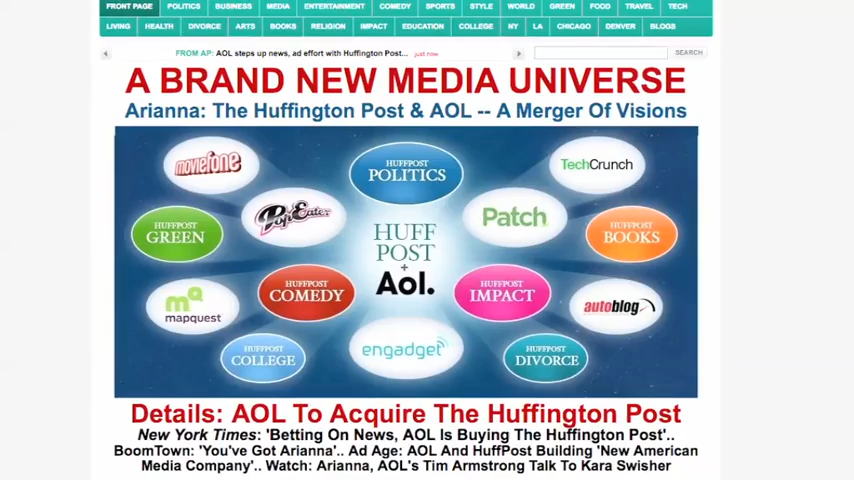 FRONT PAGE POLITICS BUSINESS MEDIA ENTERTAINMENT COMEDY SPORTS STYLE WORLD GREEN FOOD TRAVEL TECH
LIVING HEALTH DIVORCE ARTS BOOKS RELIGION IMPACT EDUCATION COLLEGE NY LA CHICAGO DENVER BLOGS
FROM AP: AOL steps up news, ad effort with Huffington Post... just now
SEARCH
A BRAND NEW MEDIA UNIVERSE
Arianna: The Huffington Post & AOL -- A Merger Of Visions
moviefone
HUFFPOST
POLITICS
TechCrunch
PopEater
Patch
HUFFPOST
GREEN
HUFF
POST
+
Aol.
HUFFPOST
BOOKS
mapquest
HUFFPOST
COMEDY
HUFFPOST
IMPACT
autoblog
HUFFPOST
COLLEGE
engadget
HUFFPOST
DIVORCE
Details: AOL To Acquire The Huffington Post
New York Times: 'Betting On News, AOL Is Buying The Huffington Post'..
BoomTown: 'You've Got Arianna'.. Ad Age: AOL And HuffPost Building 'New American
Media Company'.. Watch: Arianna, AOL's Tim Armstrong Talk To Kara Swisher